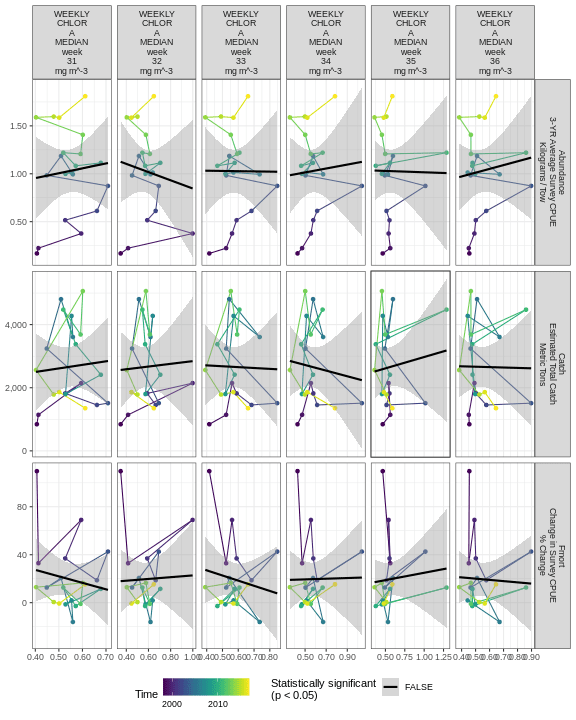 WEEKLY
CHLOR
A
MEDIAN
week
31
mg m^-3
WEEKLY
CHLOR
A
MEDIAN
week
32
mg m^-3
WEEKLY
CHLOR
A
MEDIAN
week
33
mg m^-3
WEEKLY
CHLOR
A
MEDIAN
week
34
mg m^-3
WEEKLY
CHLOR
A
MEDIAN
week
35
mg m^-3
WEEKLY
CHLOR
A
MEDIAN
week
36
mg m^-3
1.50
1.00
0.50
Abundance
3-YR Average Survey CPUE
Kilograms / Tow
4,000
2,000
0
Catch
Estimated Total Catch
Metric Tons
80
40
0
Fmort
Change in Survey CPUE
% Change
0.40 0.50 0.60 0.70
0.40 0.60 0.80 1.00
0.40 0.50 0.60 0.70 0.80
0.50 0.70 0.90
0.50 0.75 1.00 1.25
0.40 0.50 0.60 0.70 0.80 0.90
Time
2000 2010
Statistically significant
(p < 0.05)
FALSE